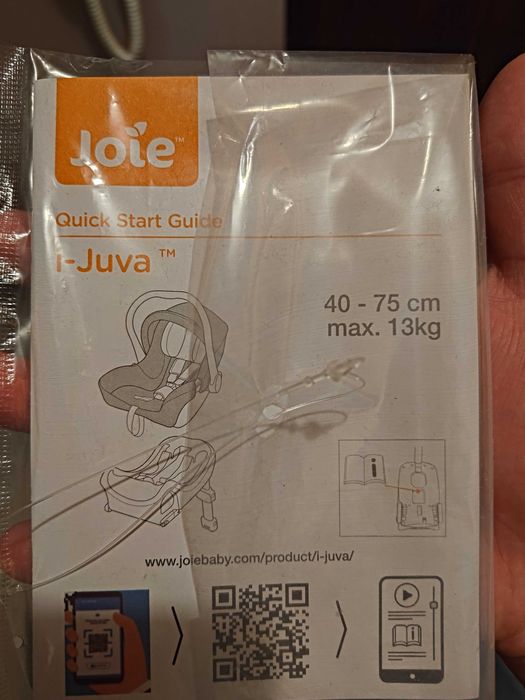 Joie™
Quick Start Guide
i-Juva™
40 - 75 cm
max. 13kg
i
www.joiebaby.com/product/i-juva/